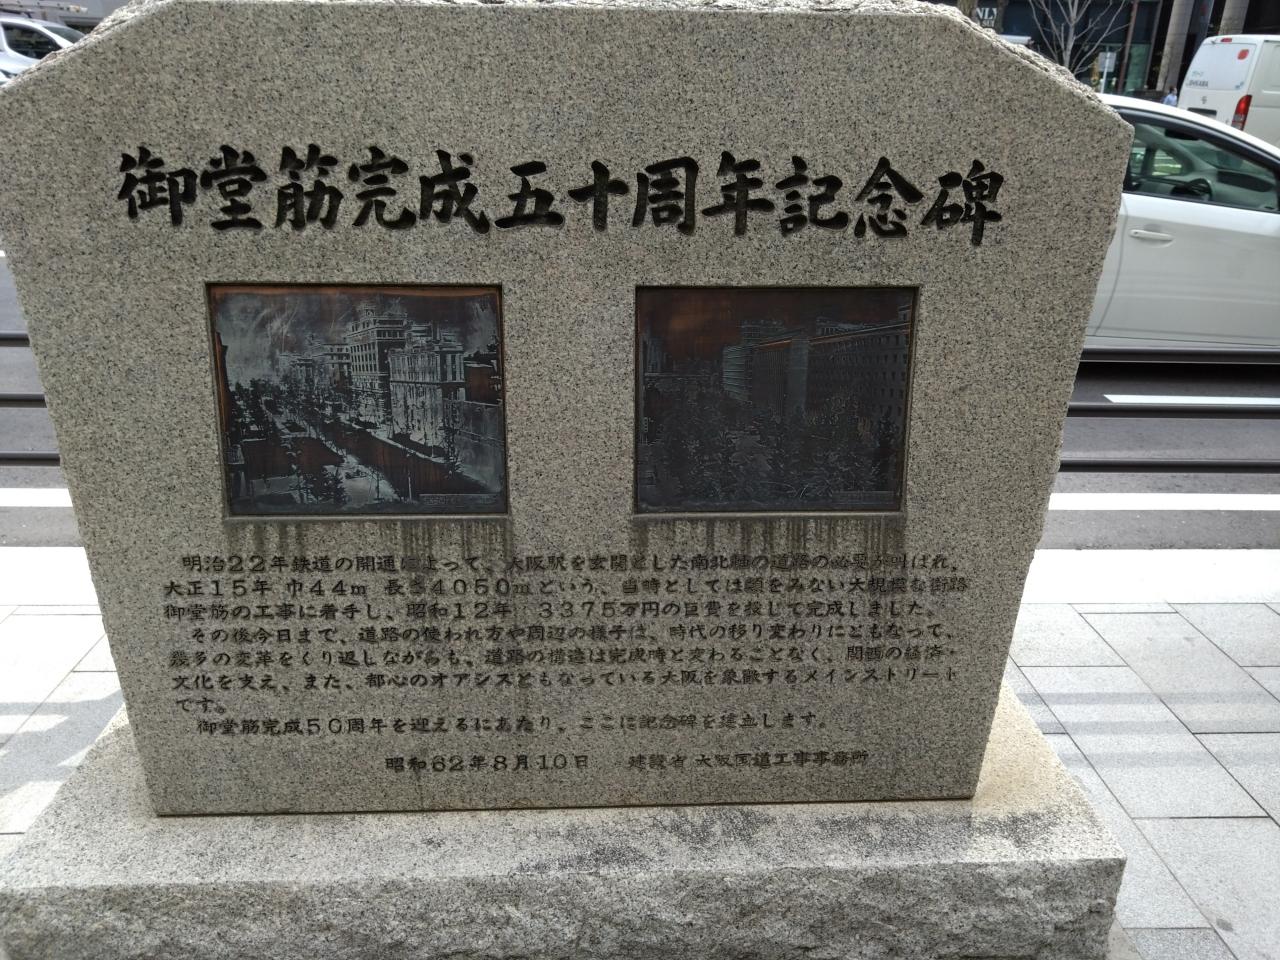 御堂筋完成五十周年記念碑
明治22年鉄道の開通によって、大阪駅を玄関とした南北軸の道路の必要が叫ばれ、
大正15年 巾44m 長さ4050mという、当時としては類をみない大規模な街路
御堂筋の工事に着手し、昭和12年 3375万円の巨費を投じて完成しました。
その後今日まで、道路の使われ方や周辺の様子は、時代の移り変わりにともなって、
幾多の変革をくり返しながらも、道路の構造は完成時と変わることなく、関西の経済・
文化を支え、また、都心のオアシスともなっている大阪を象徴するメインストリート
です。
御堂筋完成50周年を迎えるにあたり、ここに記念碑を建立します。
昭和62年8月10日 建設省 大阪国道工事事務所